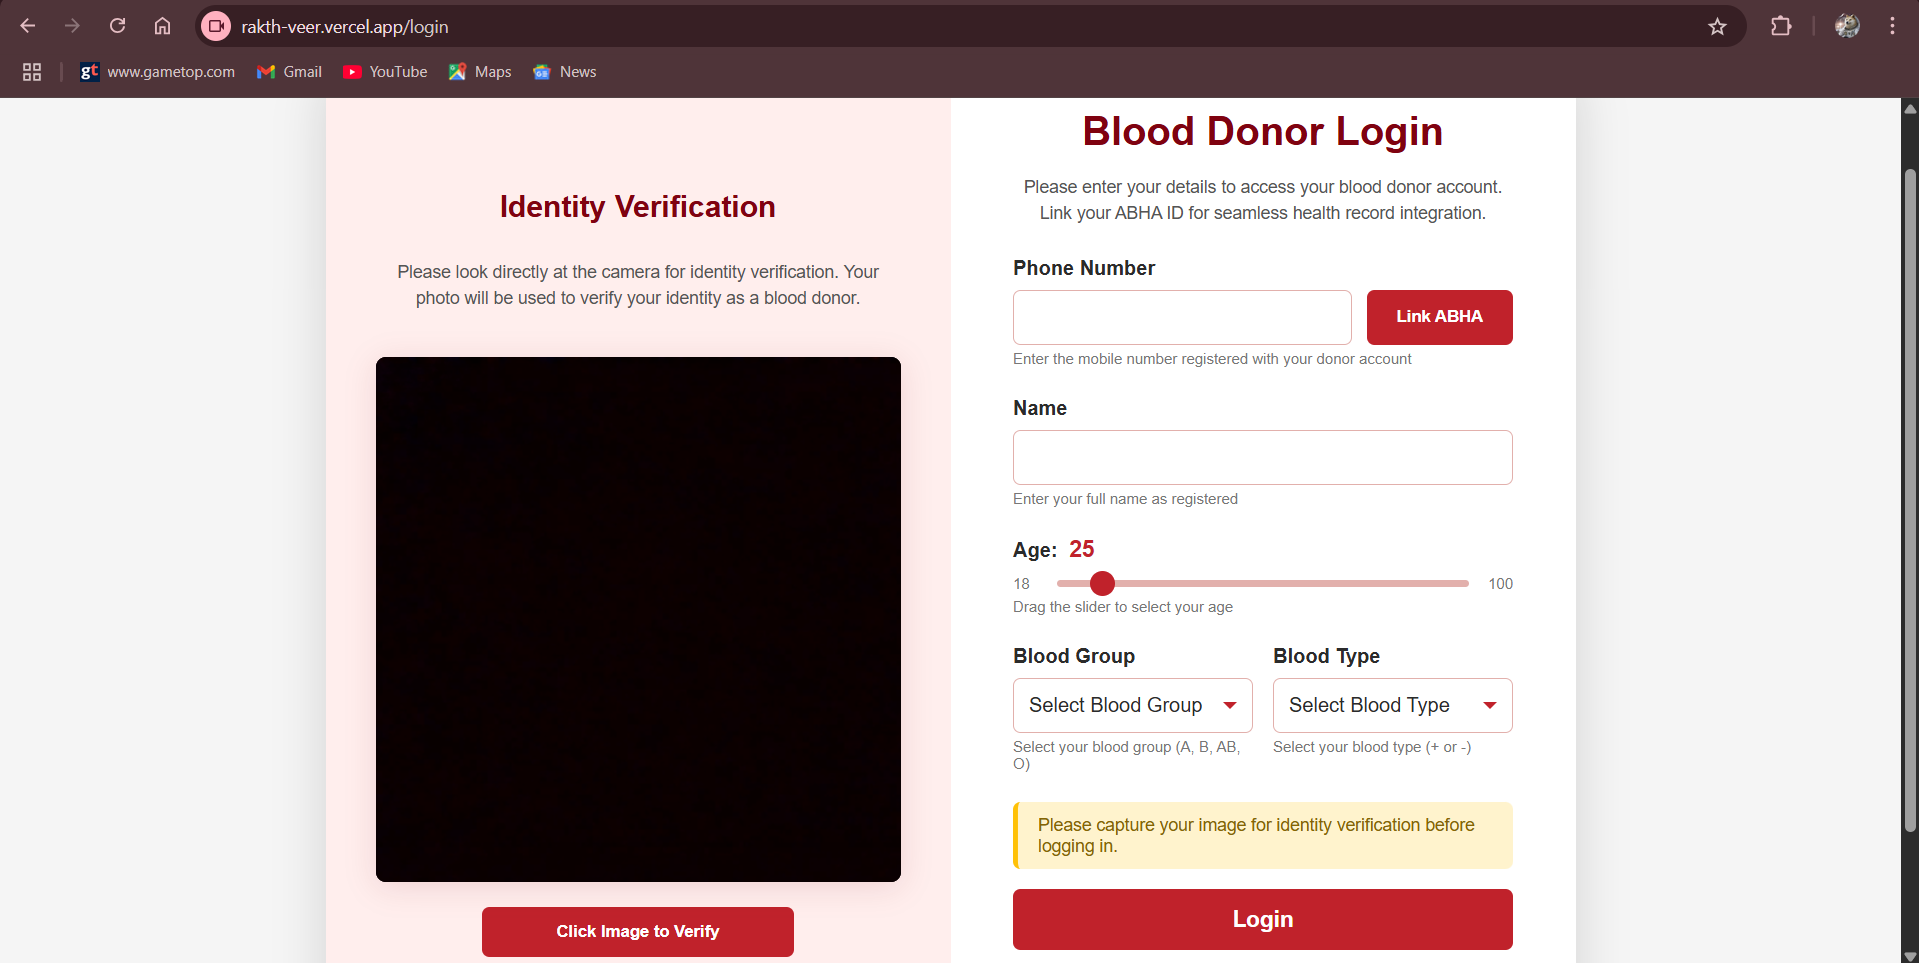 rakth-veer.vercel.app/login
www.gametop.com
Gmail
YouTube
Maps
News
Identity Verification
Please look directly at the camera for identity verification. Your
photo will be used to verify your identity as a blood donor.
Click Image to Verify
Blood Donor Login
Please enter your details to access your blood donor account.
Link your ABHA ID for seamless health record integration.
Phone Number
Link ABHA
Enter the mobile number registered with your donor account
Name
Enter your full name as registered
Age: 25
18 100
Drag the slider to select your age
Blood Group
Select Blood Group
Select your blood group (A, B, AB,
O)
Blood Type
Select Blood Type
Select your blood type (+ or -)
Please capture your image for identity verification before
logging in.
Login